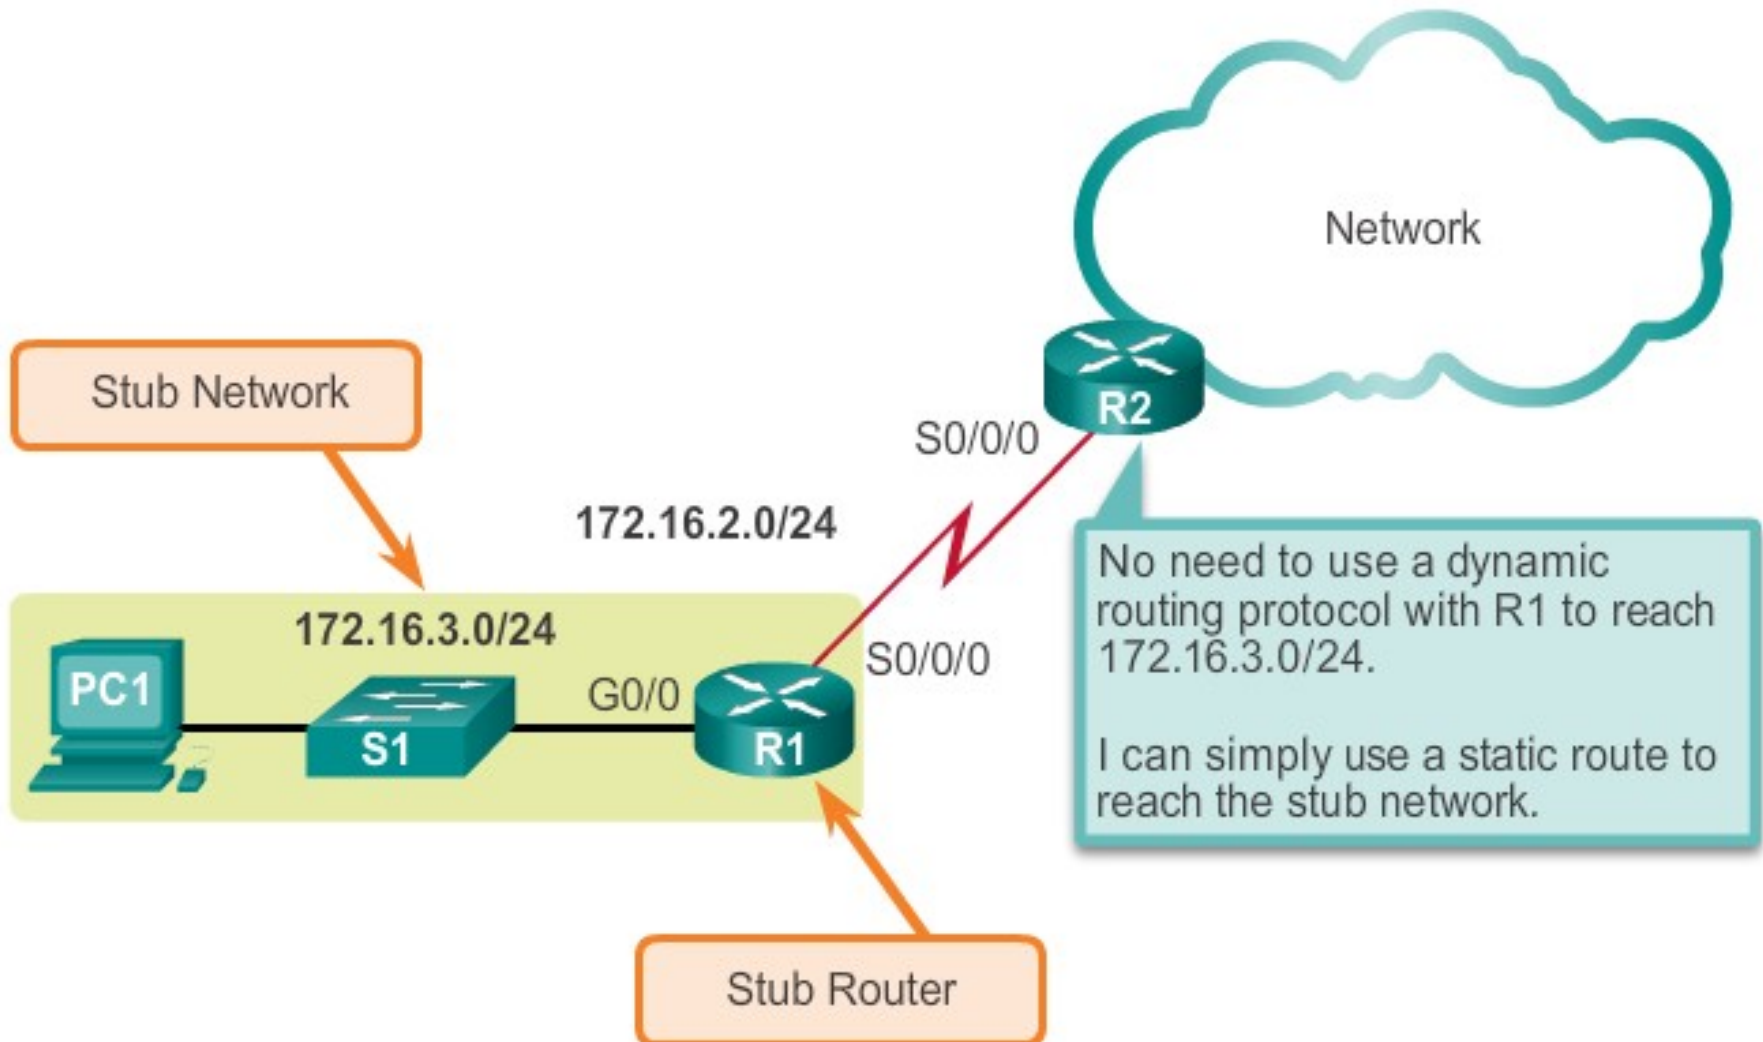 Network
Stub Network
R2
S0/0/0
172.16.2.0/24
No need to use a dynamic
routing protocol with R1 to reach
172.16.3.0/24.
I can simply use a static route to
reach the stub network.
172.16.3.0/24
S0/0/0
PC1
G0/0
S1
R1
Stub Router